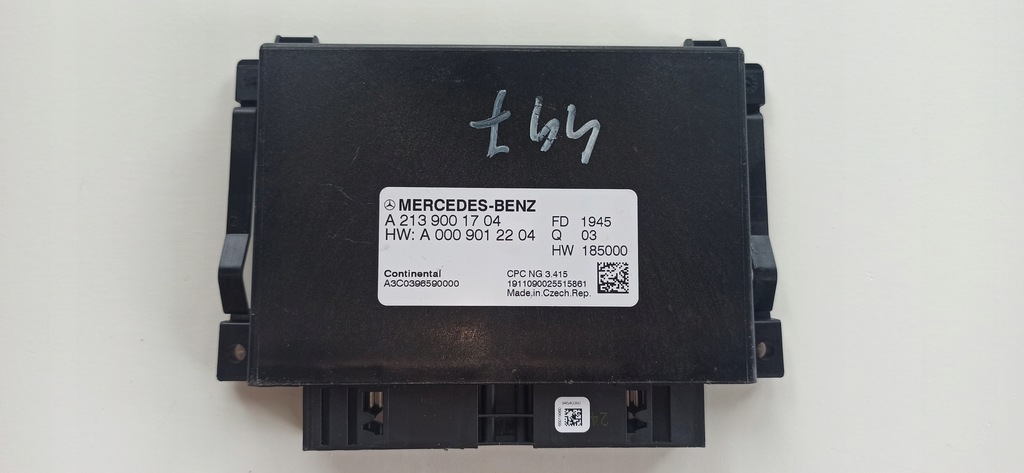 447
MERCEDES-BENZ
A 213 900 17 04
HW: A 000 901 22 04
FD 1945
Q 03
HW 185000
Continental
A3C0396590000
CPC NG 3.415
1911090025515861
Made in Czech.Rep.